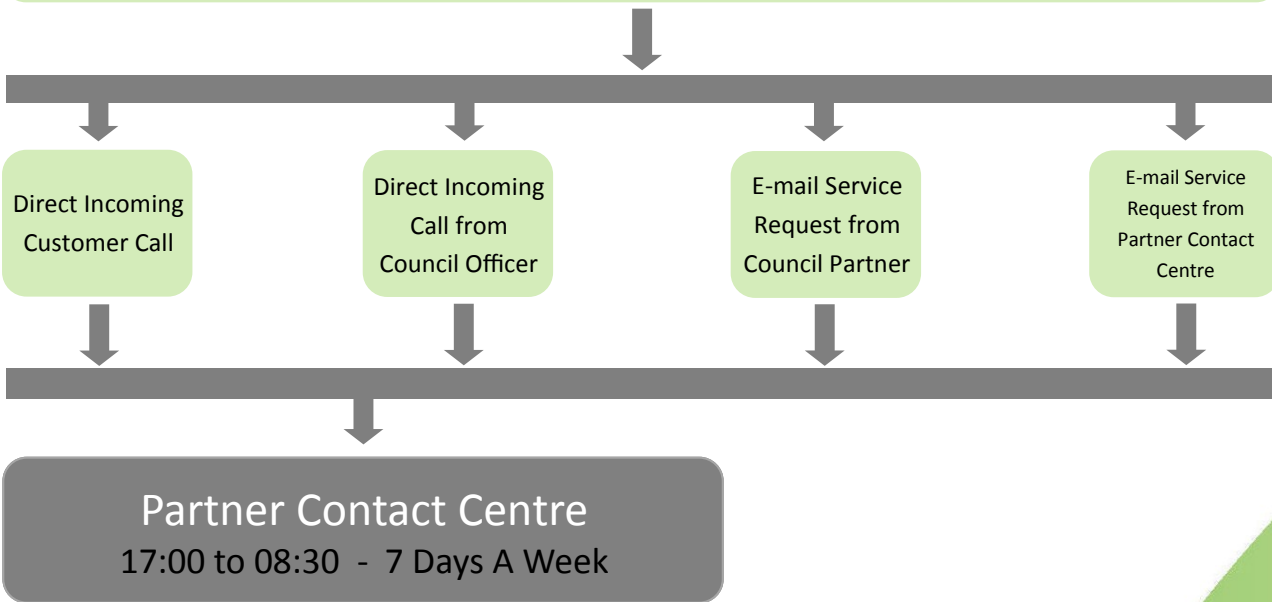 Direct Incoming
Customer Call
Direct Incoming
Call from
Council Officer
E-mail Service
Request from
Council Partner
E-mail Service
Request from
Partner Contact
Centre
Partner Contact Centre
17:00 to 08:30 - 7 Days A Week